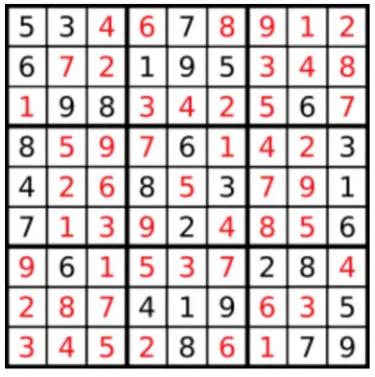 5 3 4 6 7 8 9 1 2
6 7 2 1 9 5 3 4 8
1 9 8 3 4 2 5 6 7
8 5 9 7 6 1 4 2 3
4 2 6 8 5 3 7 9 1
7 1 3 9 2 4 8 5 6
9 6 1 5 3 7 2 8 4
2 8 7 4 1 9 6 3 5
3 4 5 2 8 6 1 7 9